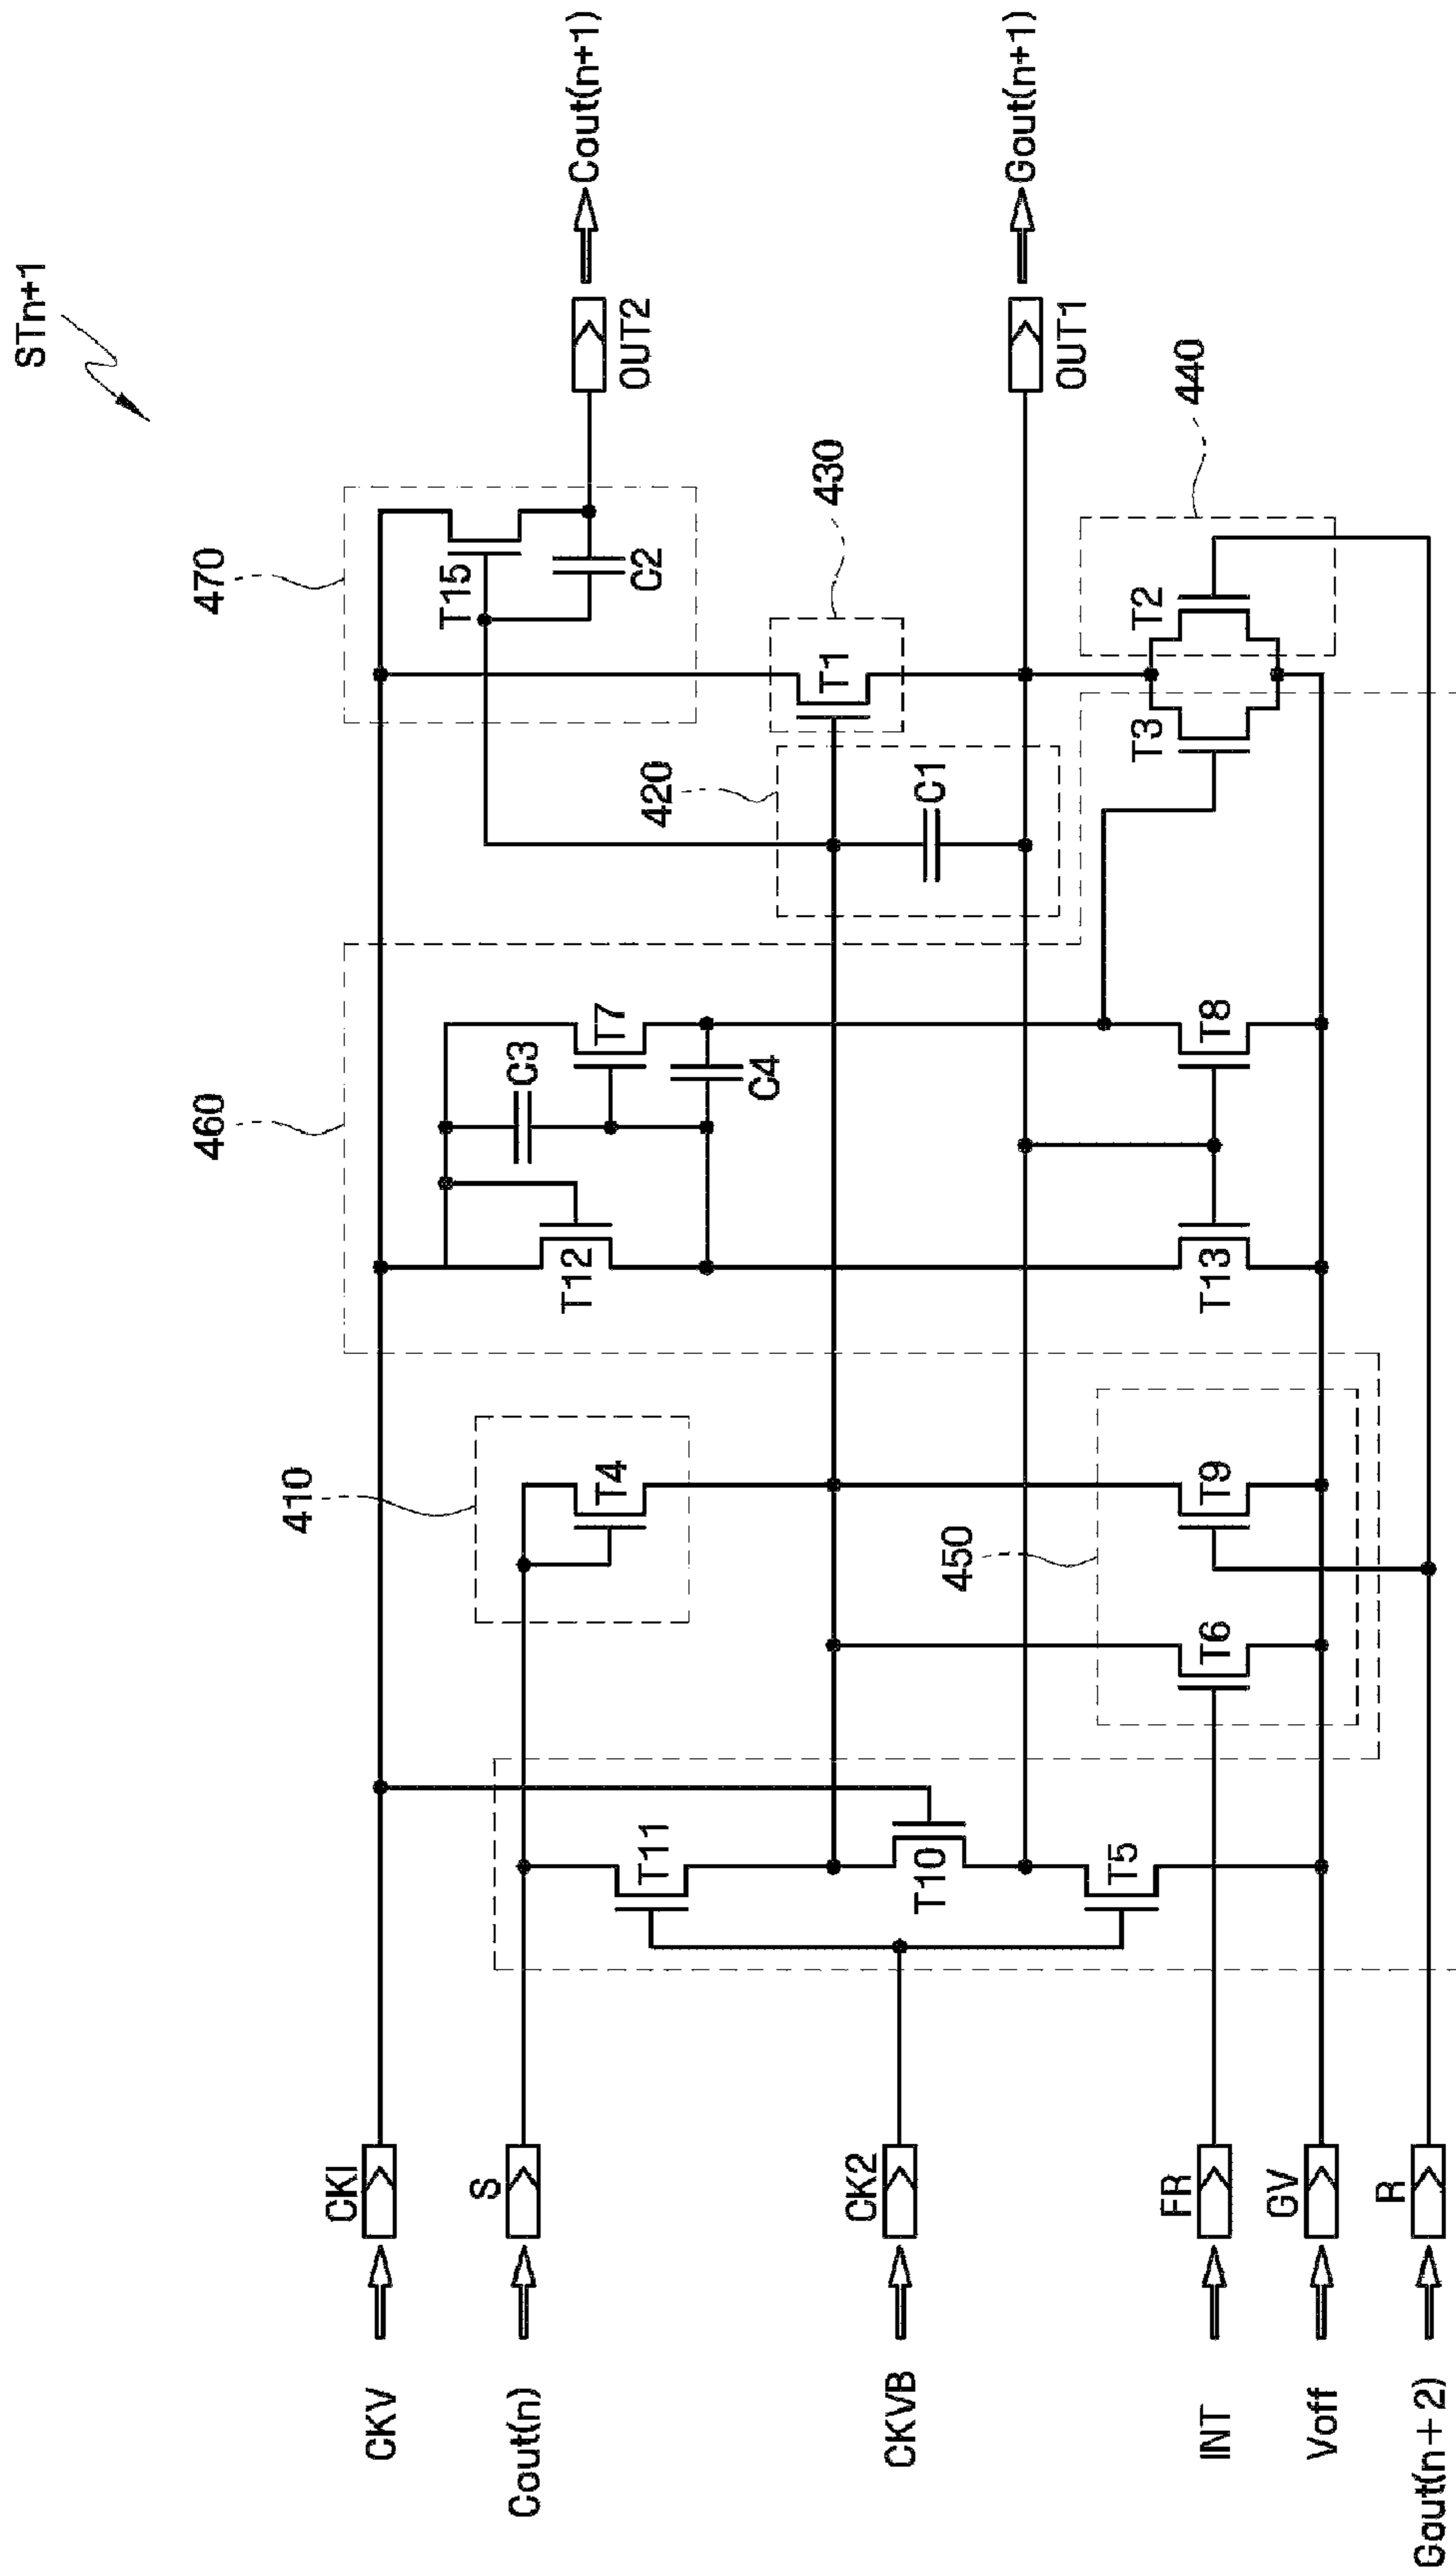 STn+1
470
460
410
T15
C2
OUT2
Cout(n+1)
T12
C3
T7
C4
T4
430
T1
420
C1
OUT1
Gout(n+1)
T11
T10
T5
450
T6
T9
T13
T8
T3
T2
440
CKV
CK1
Cout(n)
S
CKVB
CK2
INT
FR
Voff
GV
Gout(n+2)
R